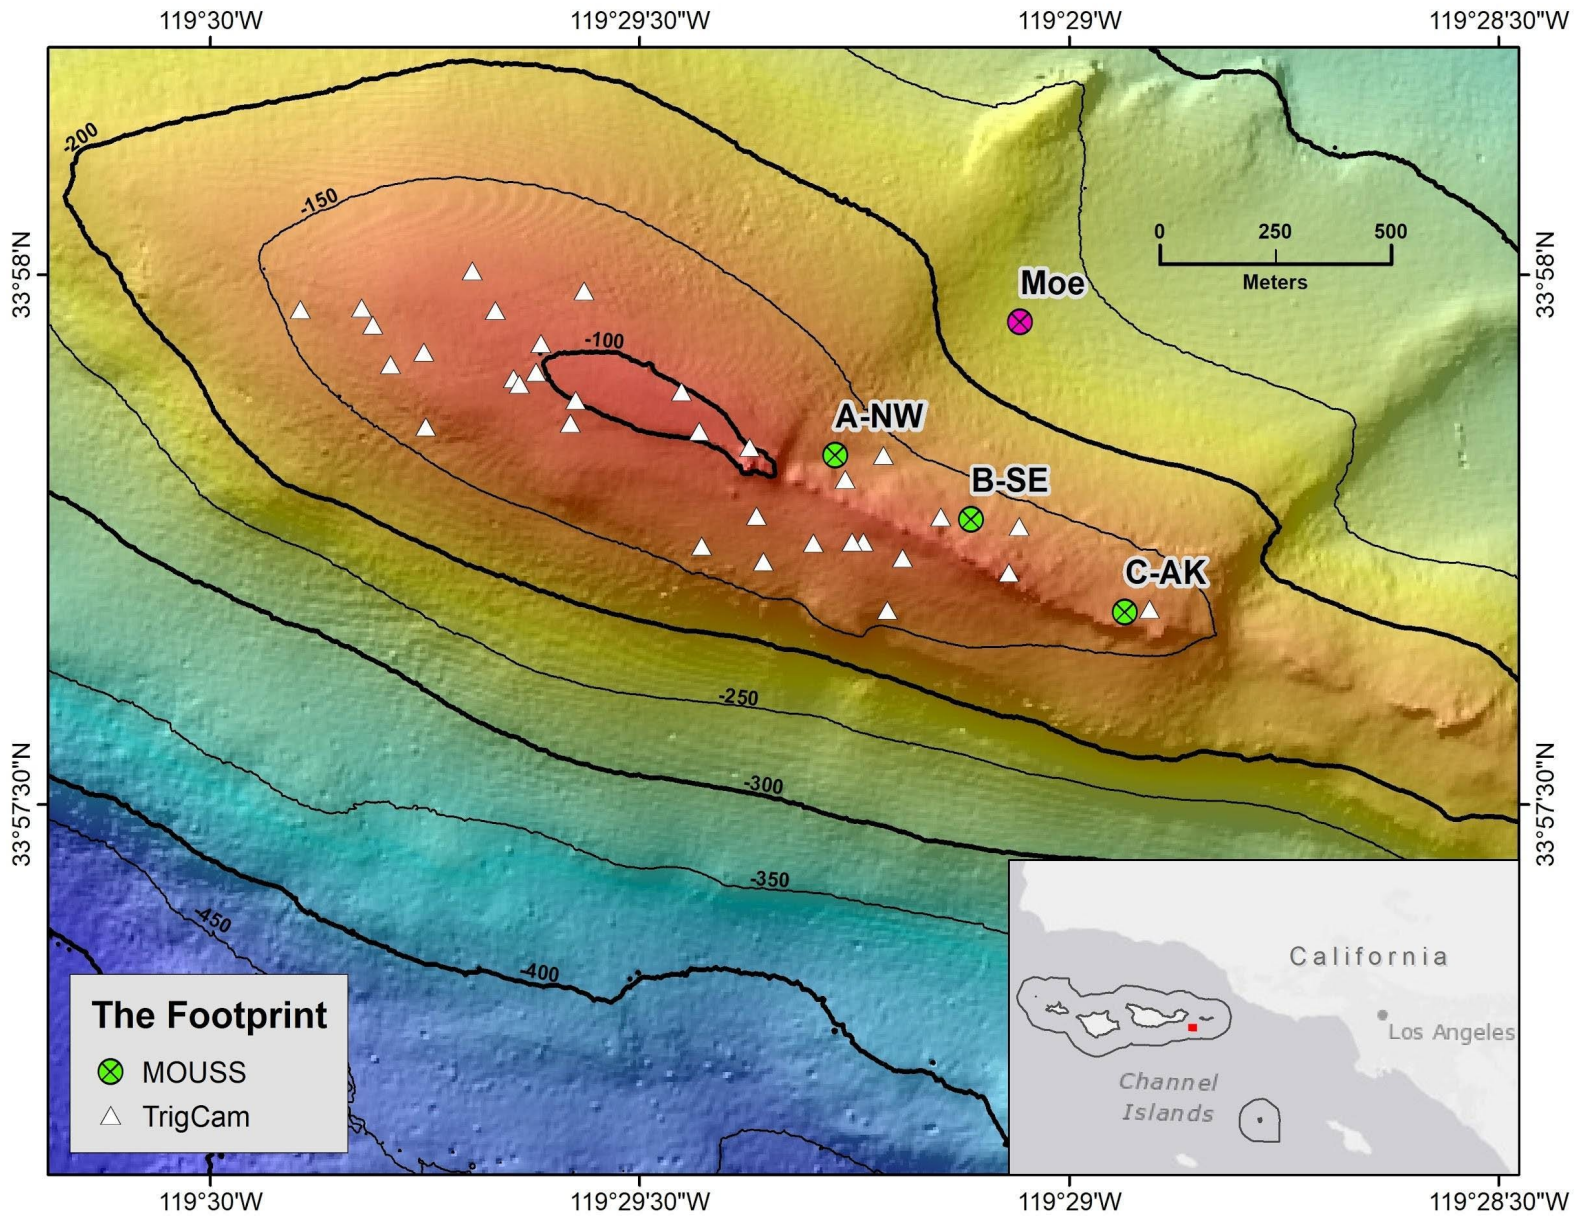 119°30'W
119°29'30"W
119°29'W
119°28'30"W
-200
-150
33°58'N
33°58'N
0 250 500
Meters
Moe
-100
A-NW
B-SE
C-AK
-250
-300
33°57'30"N
33°57'30"N
-350
-450
-400
The Footprint
MOUSS
TrigCam
California
Los Angeles
Channel
Islands
119°30'W
119°29'30"W
119°29'W
119°28'30"W